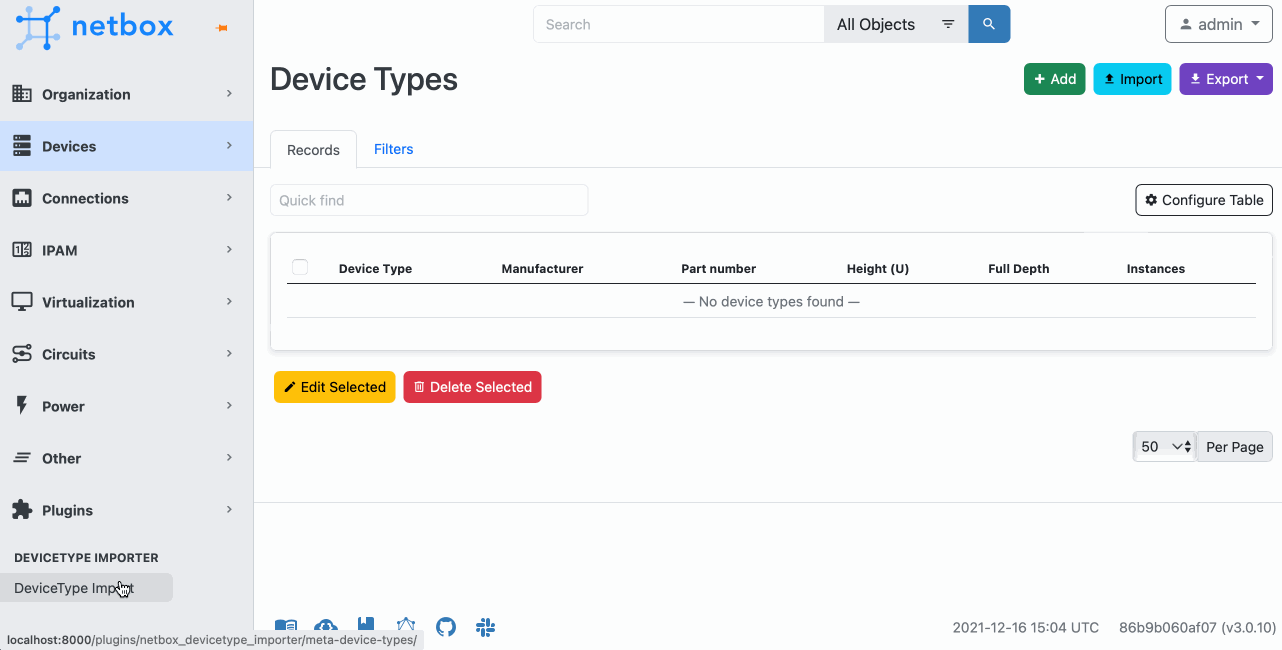 netbox
Search
All Objects
admin
Organization
Devices
Connections
IPAM
Virtualization
Circuits
Power
Other
Plugins
DEVICETYPE IMPORTER
DeviceType Import
Device Types
Add
Import
Export
Records
Filters
Quick find
Configure Table
Device Type Manufacturer Part number Height (U) Full Depth Instances
— No device types found —
Edit Selected
Delete Selected
50
Per Page
localhost:8000/plugins/netbox_devicetype_importer/meta-device-types/
2021-12-16 15:04 UTC 86b9b060af07 (v3.0.10)